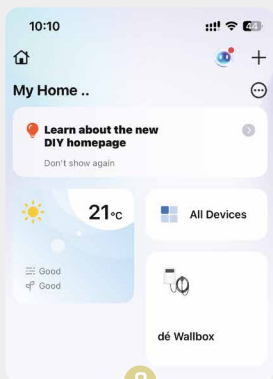 10:10
44
My Home ..
Learn about the new
DIY homepage
Don't show again
21°C
All Devices
Good
Good
dé Wallbox